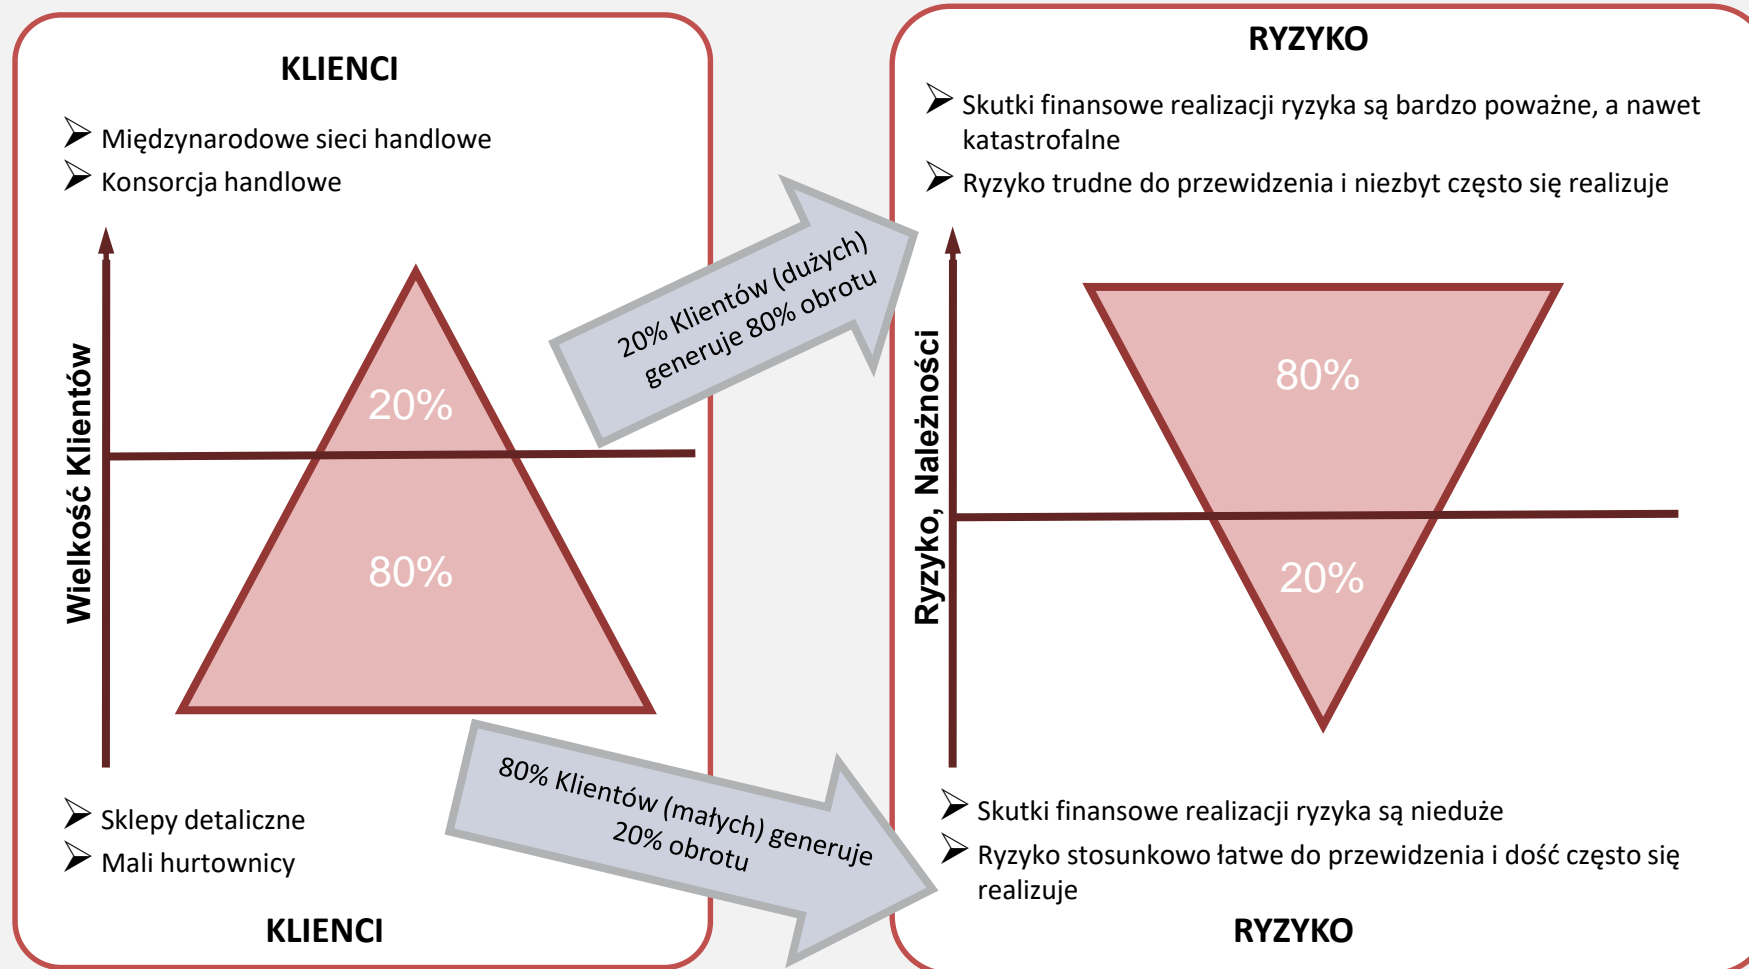 KLIENCI
Międzynarodowe sieci handlowe
Konsorcja handlowe
Wielkość Klientów
20%
80%
Sklepy detaliczne
Mali hurtownicy
KLIENCI
20% Klientów (dużych)
generuje 80% obrotu
80% Klientów (małych) generuje
20% obrotu
RYZYKO
Skutki finansowe realizacji ryzyka są bardzo poważne, a nawet
katastrofalne
Ryzyko trudne do przewidzenia i niezbyt często się realizuje
Ryzyko, Należności
80%
20%
Skutki finansowe realizacji ryzyka są nieduże
Ryzyko stosunkowo łatwe do przewidzenia i dość często się
realizuje
RYZYKO